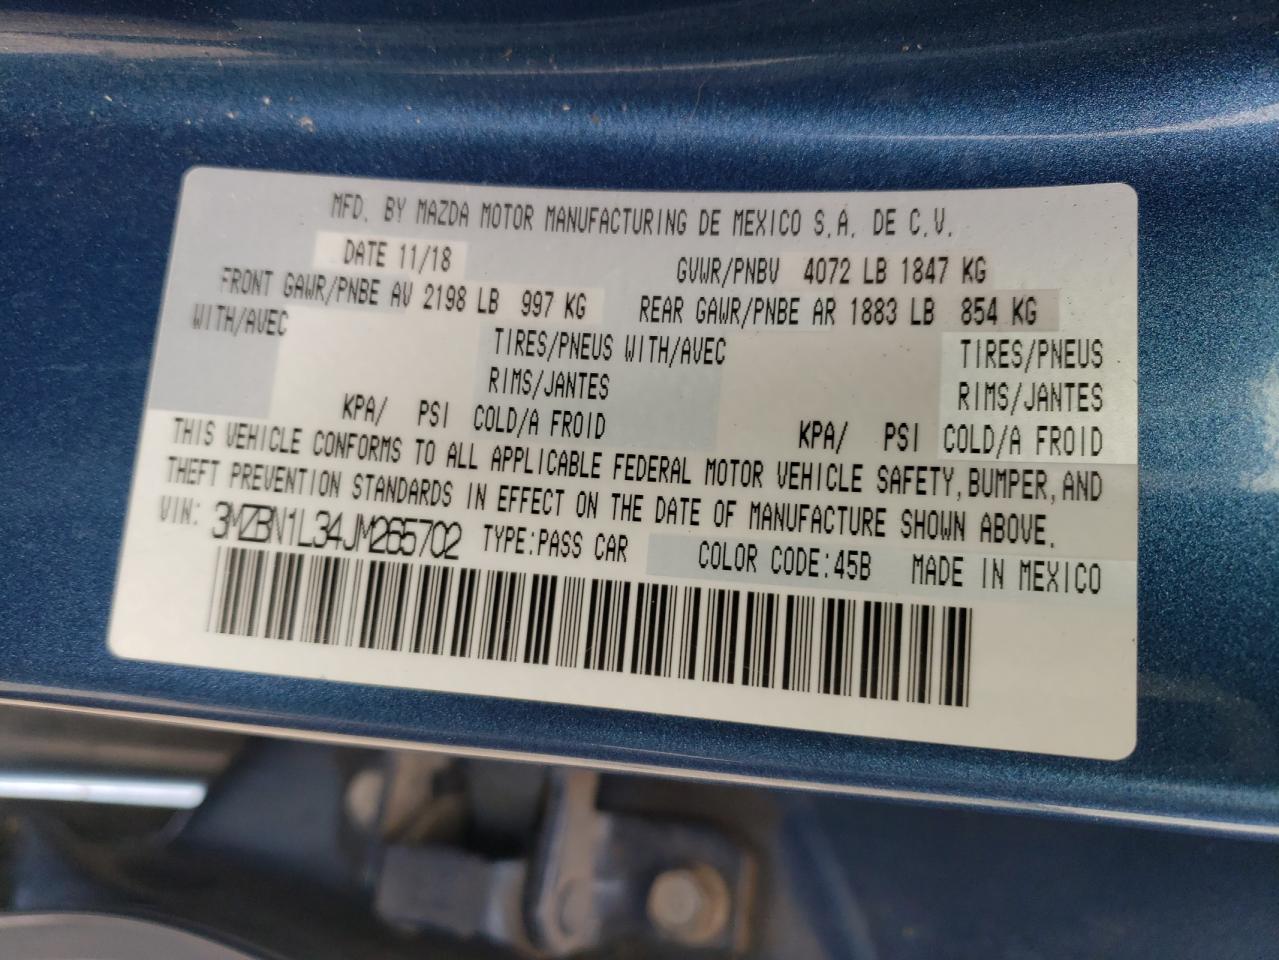 MFD. BY MAZDA MOTOR MANUFACTURING DE MEXICO S.A. DE C.V.
DATE 11/18 GVWR/PNBV 4072 LB 1847 KG
FRONT GAWR/PNBE AV 2198 LB 997 KG REAR GAWR/PNBE AR 1883 LB 854 KG
WITH/AVEC TIRES/PNEUS WITH/AVEC TIRES/PNEUS
RIMS/JANTES RIMS/JANTES
KPA/ PSI COLD/A FROID KPA/ PSI COLD/A FROID
THIS VEHICLE CONFORMS TO ALL APPLICABLE FEDERAL MOTOR VEHICLE SAFETY, BUMPER, AND
THEFT PREVENTION STANDARDS IN EFFECT ON THE DATE OF MANUFACTURE SHOWN ABOVE.
VIN: 3MZBN1L34JM265702 TYPE:PASS CAR COLOR CODE:45B MADE IN MEXICO